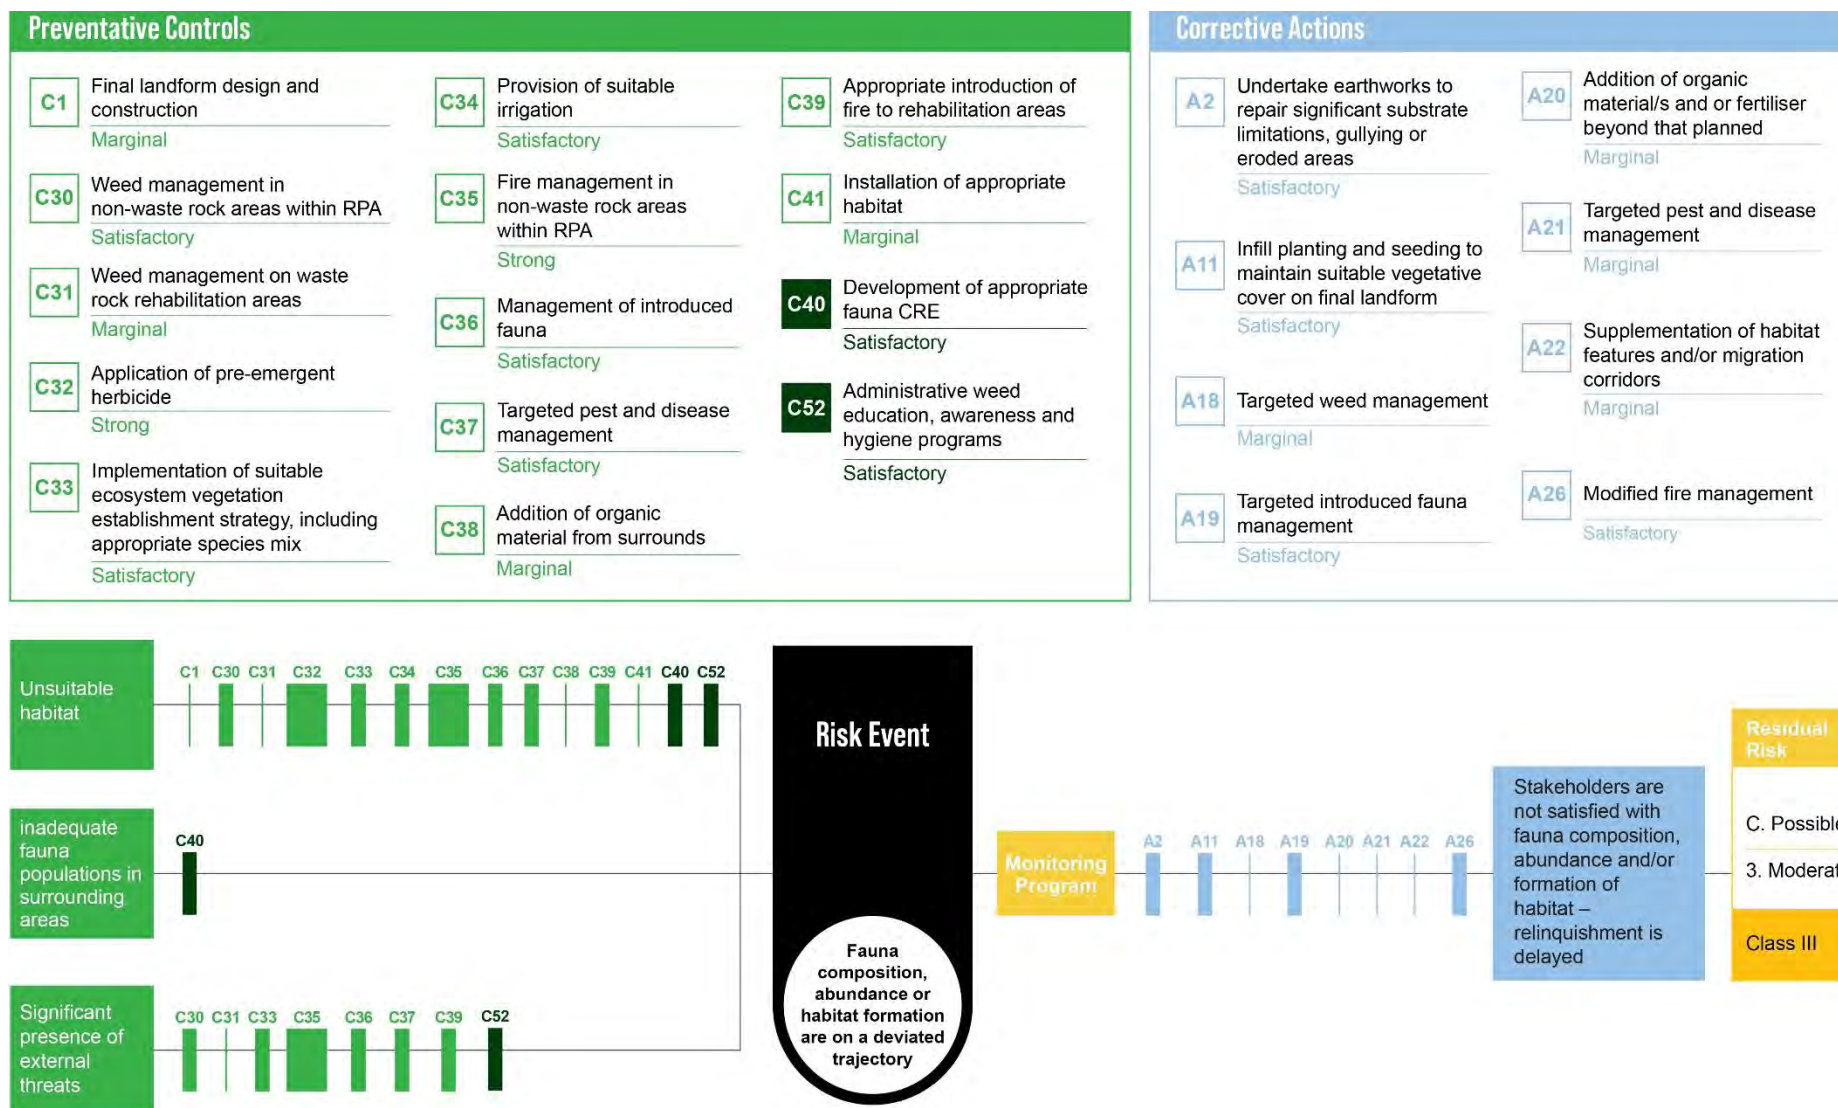 Preventative Controls
C1
Final landform design and
construction
Marginal
C30
Weed management in
non-waste rock areas within RPA
Satisfactory
C31
Weed management on waste
rock rehabilitation areas
Marginal
C32
Application of pre-emergent
herbicide
Strong
C33
Implementation of suitable
ecosystem vegetation
establishment strategy, including
appropriate species mix
Satisfactory
C34
Provision of suitable
irrigation
Satisfactory
C35
Fire management in
non-waste rock areas
within RPA
Strong
C36
Management of introduced
fauna
Satisfactory
C37
Targeted pest and disease
management
Satisfactory
C38
Addition of organic
material from surrounds
Marginal
C39
Appropriate introduction of
fire to rehabilitation areas
Satisfactory
C41
Installation of appropriate
habitat
Marginal
C40
Development of appropriate
fauna CRE
Satisfactory
C52
Administrative weed
education, awareness and
hygiene programs
Satisfactory
Corrective Actions
A2
Undertake earthworks to
repair significant substrate
limitations, gullying or
eroded areas
Satisfactory
A11
Infill planting and seeding to
maintain suitable vegetative
cover on final landform
Satisfactory
A18
Targeted weed management
Marginal
A19
Targeted introduced fauna
management
Satisfactory
A20
Addition of organic
material/s and or fertiliser
beyond that planned
Marginal
A21
Targeted pest and disease
management
Marginal
A22
Supplementation of habitat
features and/or migration
corridors
Marginal
A26
Modified fire management
Satisfactory
Unsuitable
habitat
C1 C30 C31 C32 C33 C34 C35 C36 C37 C38 C39 C41 C40 C52
inadequate
fauna
populations in
surrounding
areas
C40
Significant
presence of
external
threats
C30 C31 C33 C35 C36 C37 C39 C52
Risk Event
Fauna
composition,
abundance or
habitat formation
are on a deviated
trajectory
Monitoring
Program
A2 A11 A18 A19 A20 A21 A22 A26
Stakeholders are
not satisfied with
fauna composition,
abundance and/or
formation of
habitat –
relinquishment is
delayed
Residual
Risk
C. Possible
3. Moderat
Class III